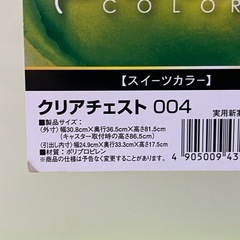 COLOR
【スイーツカラー】
クリアチェスト 004
実用新案
■製品サイズ：
〈外寸〉幅30.8cm×奥行36.5cm×高さ81.5cm
（キャスター取付時の高さ86.5cm）
〈引出し内寸〉幅24.9cm×奥行33.3cm×高さ17.5cm
■材質：ポリプロピレン
※商品の仕様は予告なく変更になる場合がありますの
4 905009 43